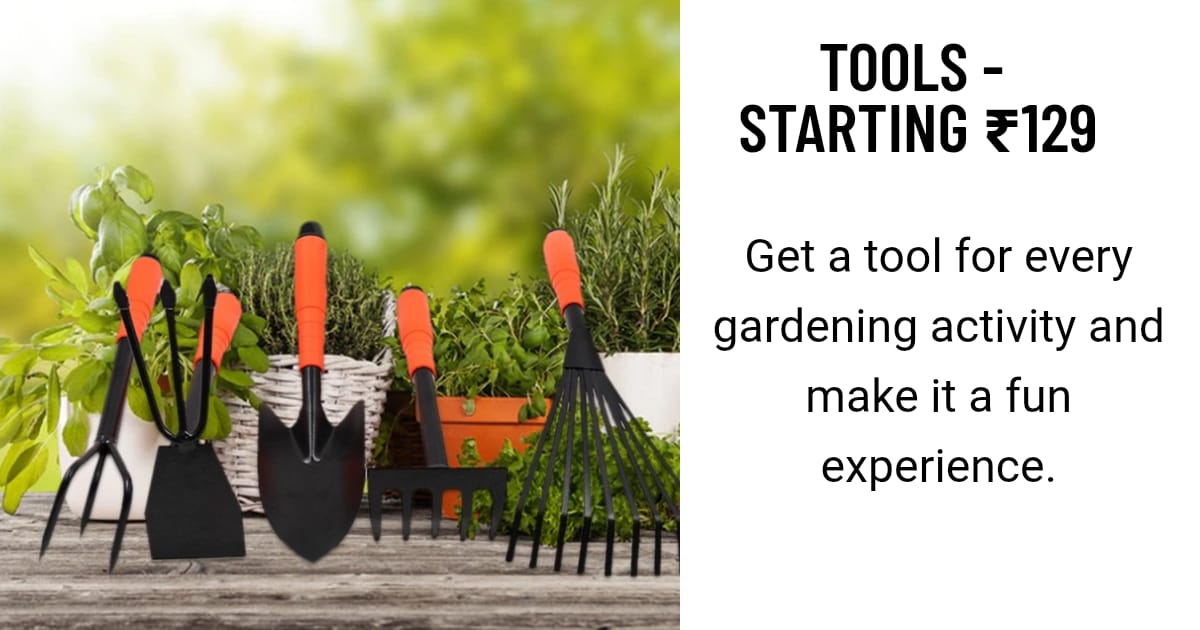 TOOLS -
STARTING ₹129
Get a tool for every
gardening activity and
make it a fun
experience.